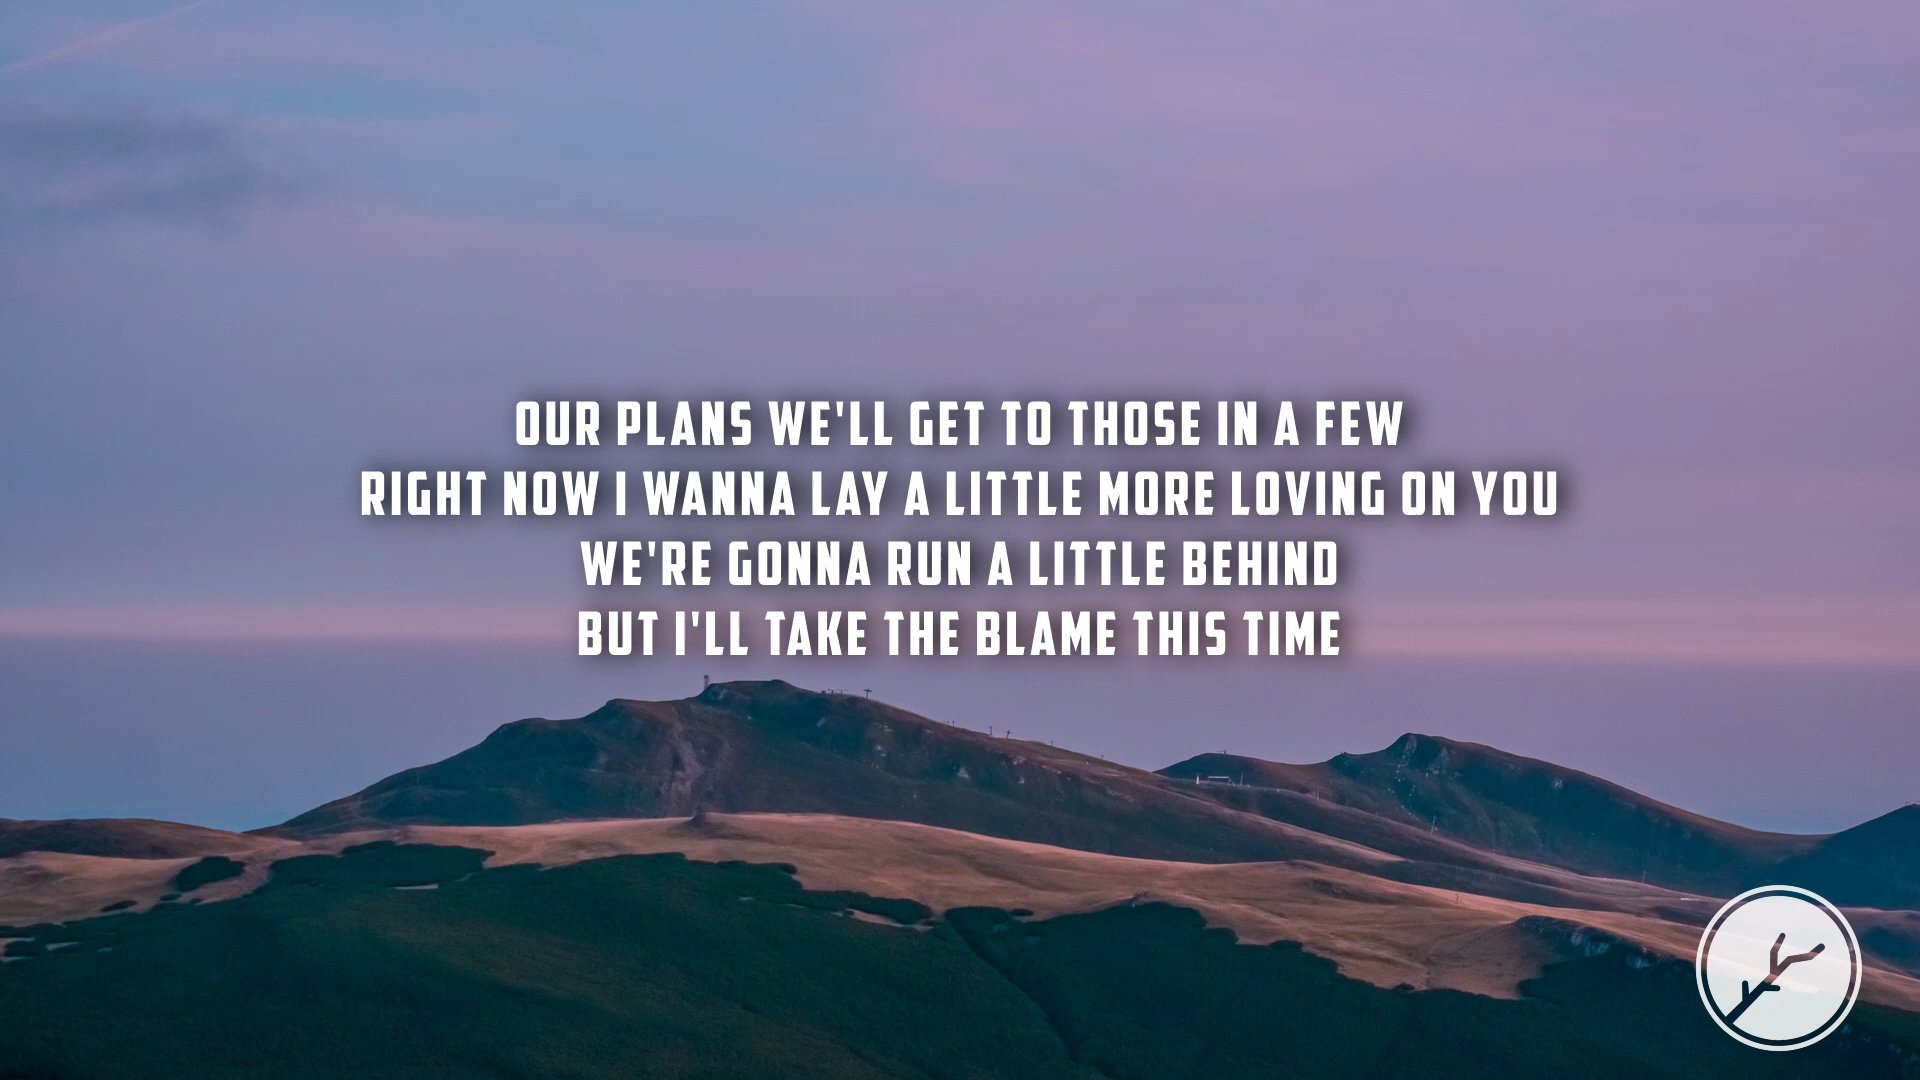 OUR PLANS WE'LL GET TO THOSE IN A FEW
RIGHT NOW I WANNA LAY A LITTLE MORE LOVING ON YOU
WE'RE GONNA RUN A LITTLE BEHIND
BUT I'LL TAKE THE BLAME THIS TIME